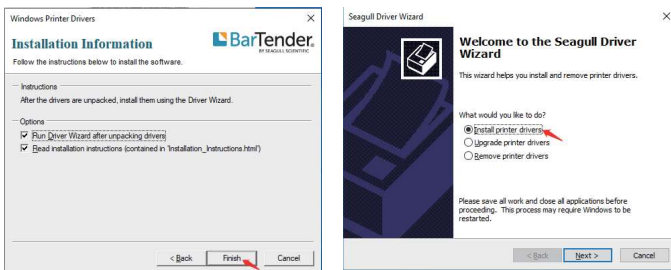 Windows Printer Drivers
Installation Information
BarTender®
BY SEAGULL SCIENTIFIC
Follow the instructions below to install the software.
Instructions
After the drivers are unpacked, install them using the Driver Wizard.
Options
Run Driver Wizard after unpacking drivers
Read installation instructions (contained in 'Installation_Instructions.html')
< Back
Finish
Cancel
Seagull Driver Wizard
Welcome to the Seagull Driver
Wizard
This wizard helps you install and remove printer drivers.
What would you like to do?
Install printer drivers
Upgrade printer drivers
Remove printer drivers
Please save all work and close all applications before
proceeding. This process may require Windows to be
restarted.
< Back
Next >
Cancel